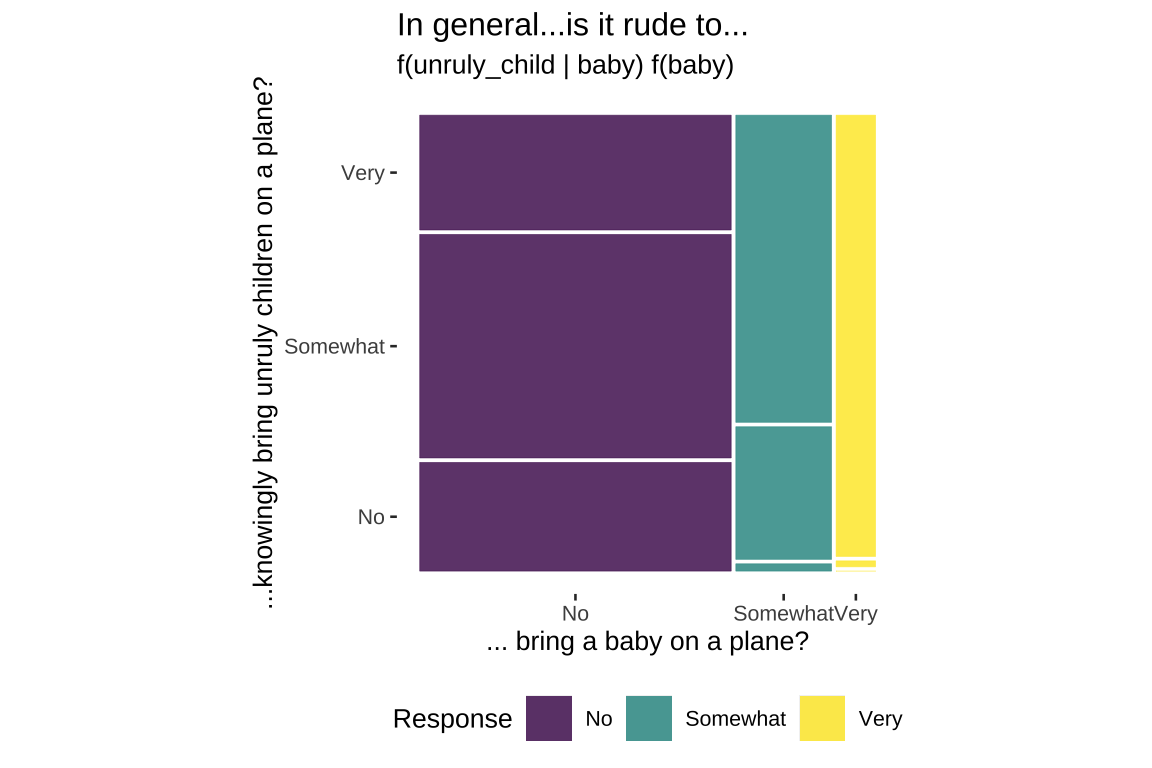 In general...is it rude to...
f(unruly_child | baby) f(baby)
...knowingly bring unruly children on a plane?
Very
Somewhat
No
No
Somewhat
Very
... bring a baby on a plane?
Response
No
Somewhat
Very